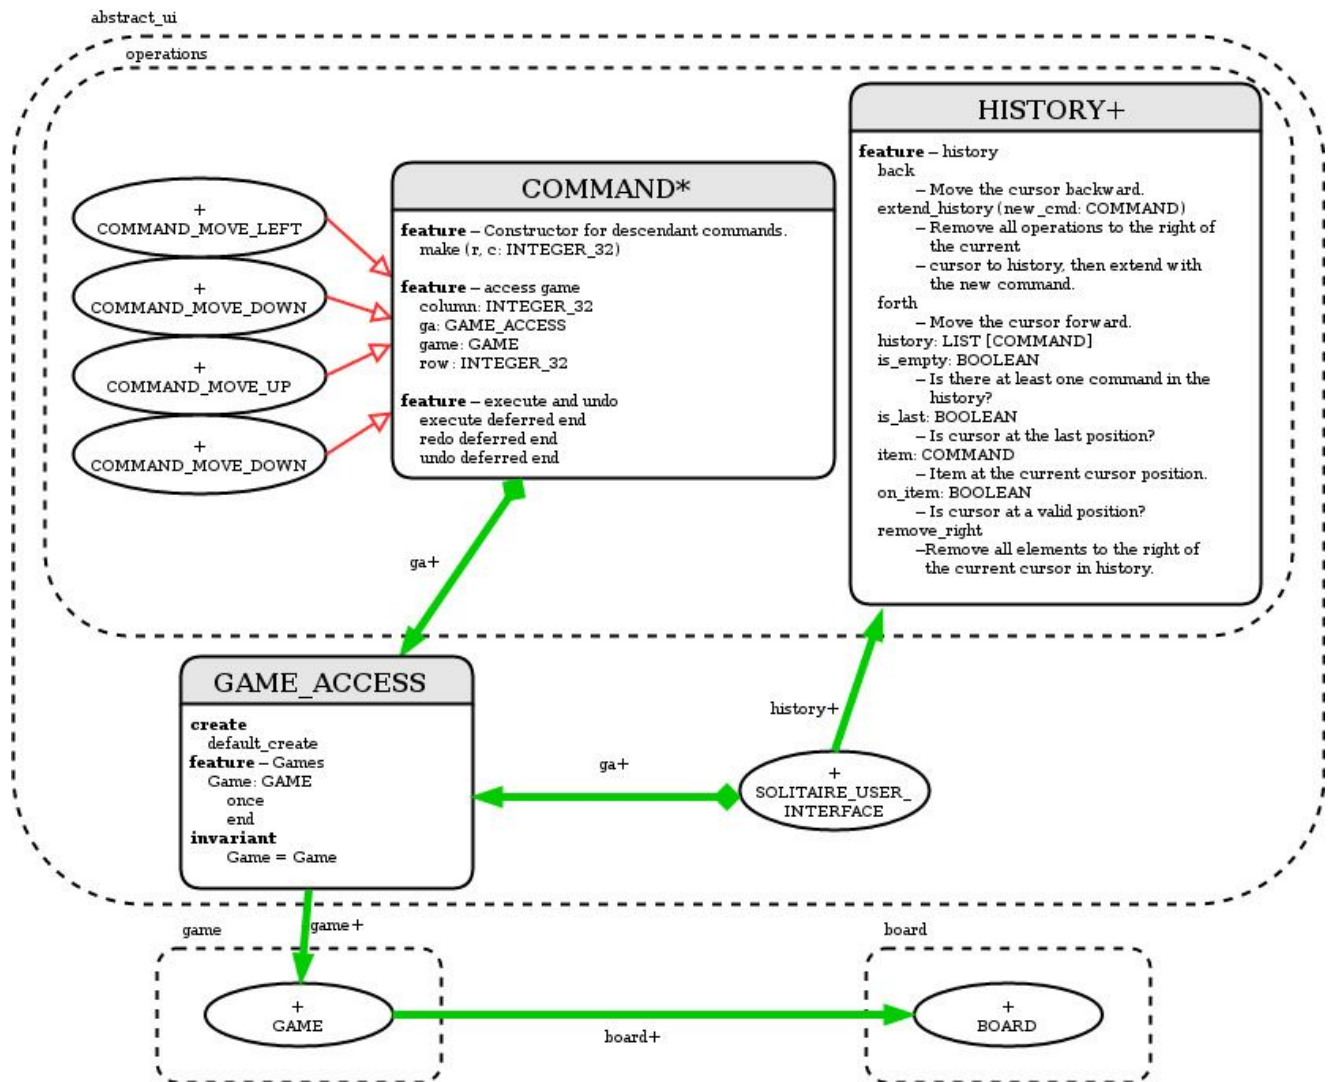 abstract_ui
operations
+
COMMAND_MOVE_LEFT
+
COMMAND_MOVE_DOWN
+
COMMAND_MOVE_UP
+
COMMAND_MOVE_DOWN
COMMAND*
feature – Constructor for descendant commands.
make (r, c: INTEGER_32)
feature – access game
column: INTEGER_32
ga: GAME_ACCESS
game: GAME
row: INTEGER_32
feature – execute and undo
execute deferred end
redo deferred end
undo deferred end
HISTORY+
feature – history
back
– Move the cursor backward.
extend_history (new_cmd: COMMAND)
– Remove all operations to the right of
the current
– cursor to history, then extend with
the new command.
forth
– Move the cursor forward.
history: LIST [COMMAND]
is_empty: BOOLEAN
– Is there at least one command in the
history?
is_last: BOOLEAN
– Is cursor at the last position?
item: COMMAND
– Item at the current cursor position.
on_item: BOOLEAN
– Is cursor at a valid position?
remove_right
–Remove all elements to the right of
the current cursor in history.
ga+
GAME_ACCESS
create
default_create
feature – Games
Game: GAME
once
end
invariant
Game = Game
history+
ga+
+
SOLITAIRE_USER_
INTERFACE
game+
game
+
GAME
board+
board
+
BOARD